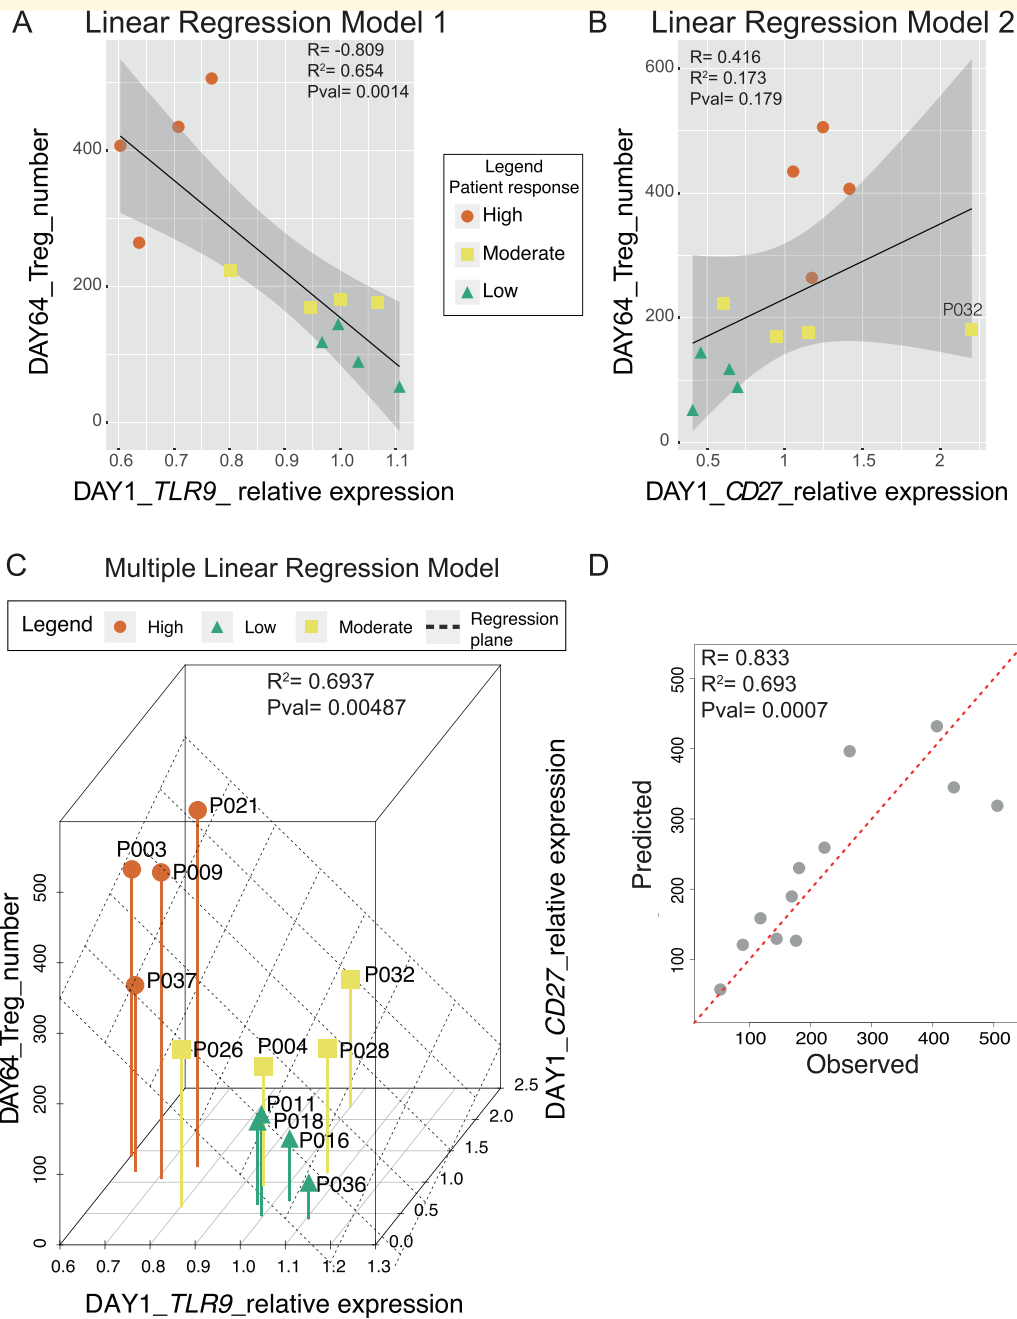 A
Linear Regression Model 1
R= -0.809
R²= 0.654
Pval= 0.0014
DAY64_Treg_number
400
200
0
0.6 0.7 0.8 0.9 1.0 1.1
DAY1_TLR9_ relative expression
Legend
Patient response
High
Moderate
Low
B
Linear Regression Model 2
R= 0.416
R²= 0.173
Pval= 0.179
DAY64_Treg_number
600
400
200
0
P032
0.5 1 1.5 2
DAY1_CD27_relative expression
C
Multiple Linear Regression Model
Legend High Low Moderate Regression
plane
R²= 0.6937
Pval= 0.00487
DAY64_Treg_number
500
400
300
200
100
0
P021
P003
P009
P037
P032
P026
P004
P028
P011
P018
P016
P036
2.5
2.0
1.5
1.0
0.5
0.0
DAY1_CD27_relative expression
0.6 0.7 0.8 0.9 1.0 1.1 1.2 1.3
DAY1_TLR9_relative expression
D
R= 0.833
R²= 0.693
Pval= 0.0007
Predicted
500
400
300
200
100
100 200 300 400 500
Observed